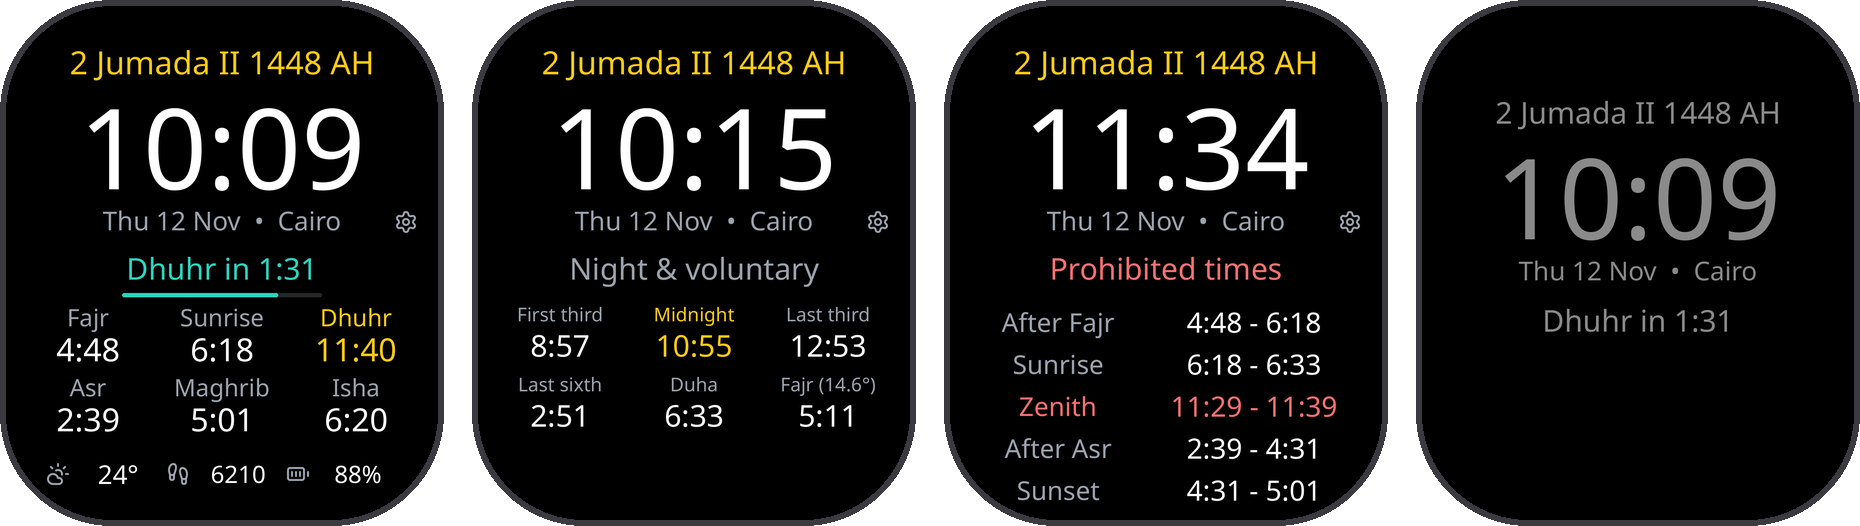 2 Jumada II 1448 AH
10:09
Thu 12 Nov • Cairo
Dhuhr in 1:31
Fajr Sunrise Dhuhr
4:48 6:18 11:40
Asr Maghrib Isha
2:39 5:01 6:20
24° 6210 88%
2 Jumada II 1448 AH
10:15
Thu 12 Nov • Cairo
Night & voluntary
First third Midnight Last third
8:57 10:55 12:53
Last sixth Duha Fajr (14.6°)
2:51 6:33 5:11
2 Jumada II 1448 AH
11:34
Thu 12 Nov • Cairo
Prohibited times
After Fajr 4:48 - 6:18
Sunrise 6:18 - 6:33
Zenith 11:29 - 11:39
After Asr 2:39 - 4:31
Sunset 4:31 - 5:01
2 Jumada II 1448 AH
10:09
Thu 12 Nov • Cairo
Dhuhr in 1:31